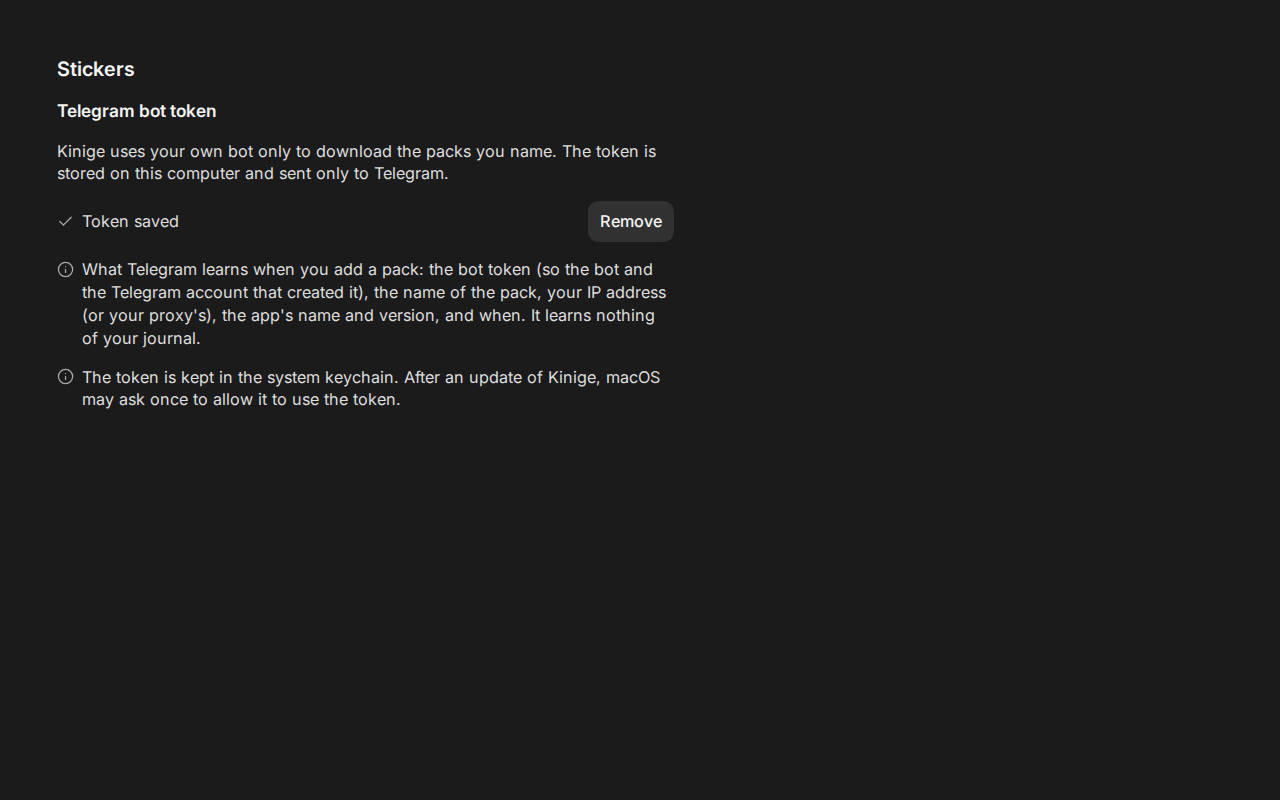 Stickers
Telegram bot token
Kinige uses your own bot only to download the packs you name. The token is
stored on this computer and sent only to Telegram.
Token saved
Remove
What Telegram learns when you add a pack: the bot token (so the bot and
the Telegram account that created it), the name of the pack, your IP address
(or your proxy's), the app's name and version, and when. It learns nothing
of your journal.
The token is kept in the system keychain. After an update of Kinige, macOS
may ask once to allow it to use the token.